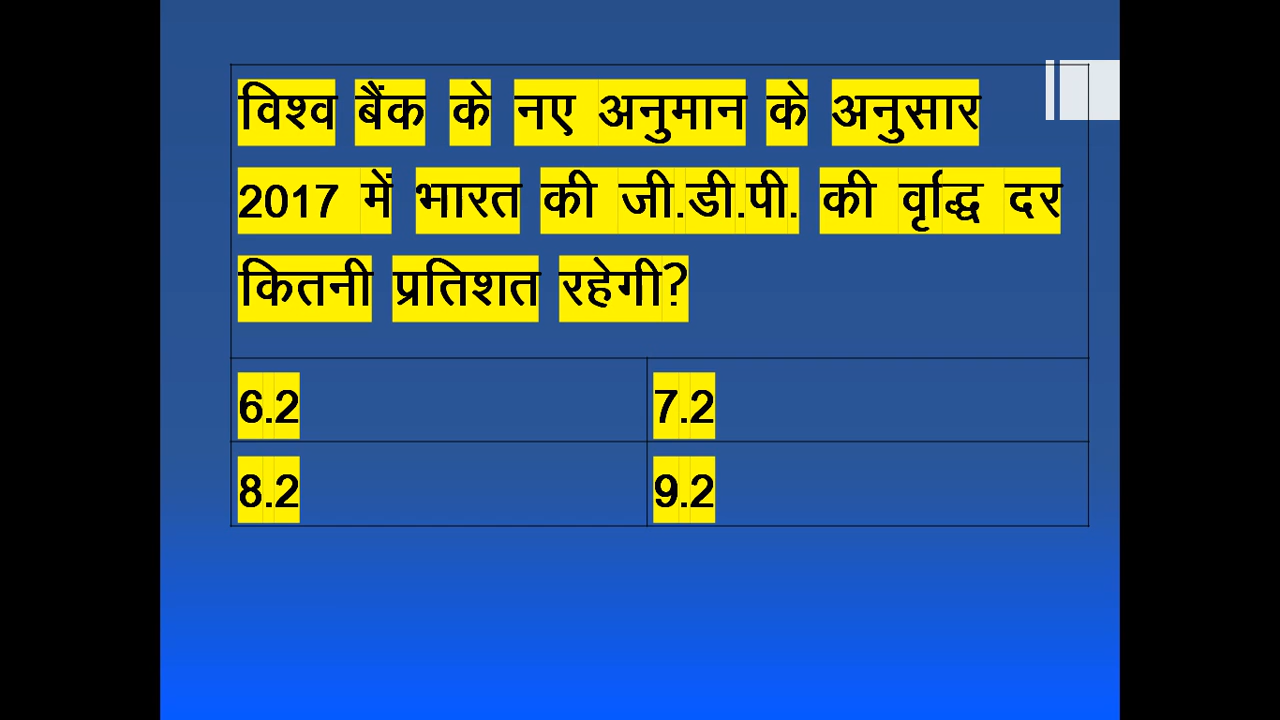 विश्व बैंक के नए अनुमान के अनुसार
2017 में भारत की जी.डी.पी. की वृद्धि दर
कितनी प्रतिशत रहेगी?
6.2 7.2
8.2 9.2